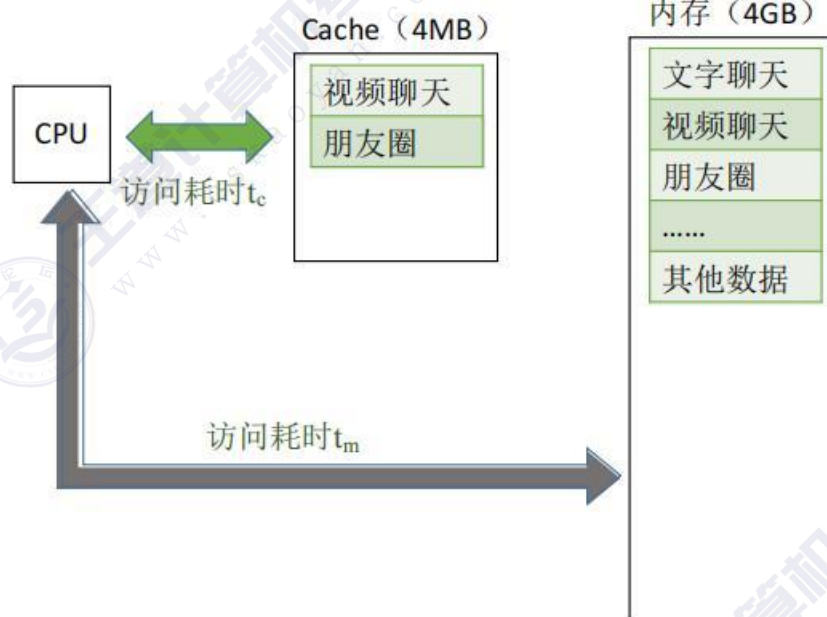 Cache（4MB）
内存（4GB）
视频聊天
朋友圈
CPU
访问耗时tc
文字聊天
视频聊天
朋友圈
......
其他数据
访问耗时tm